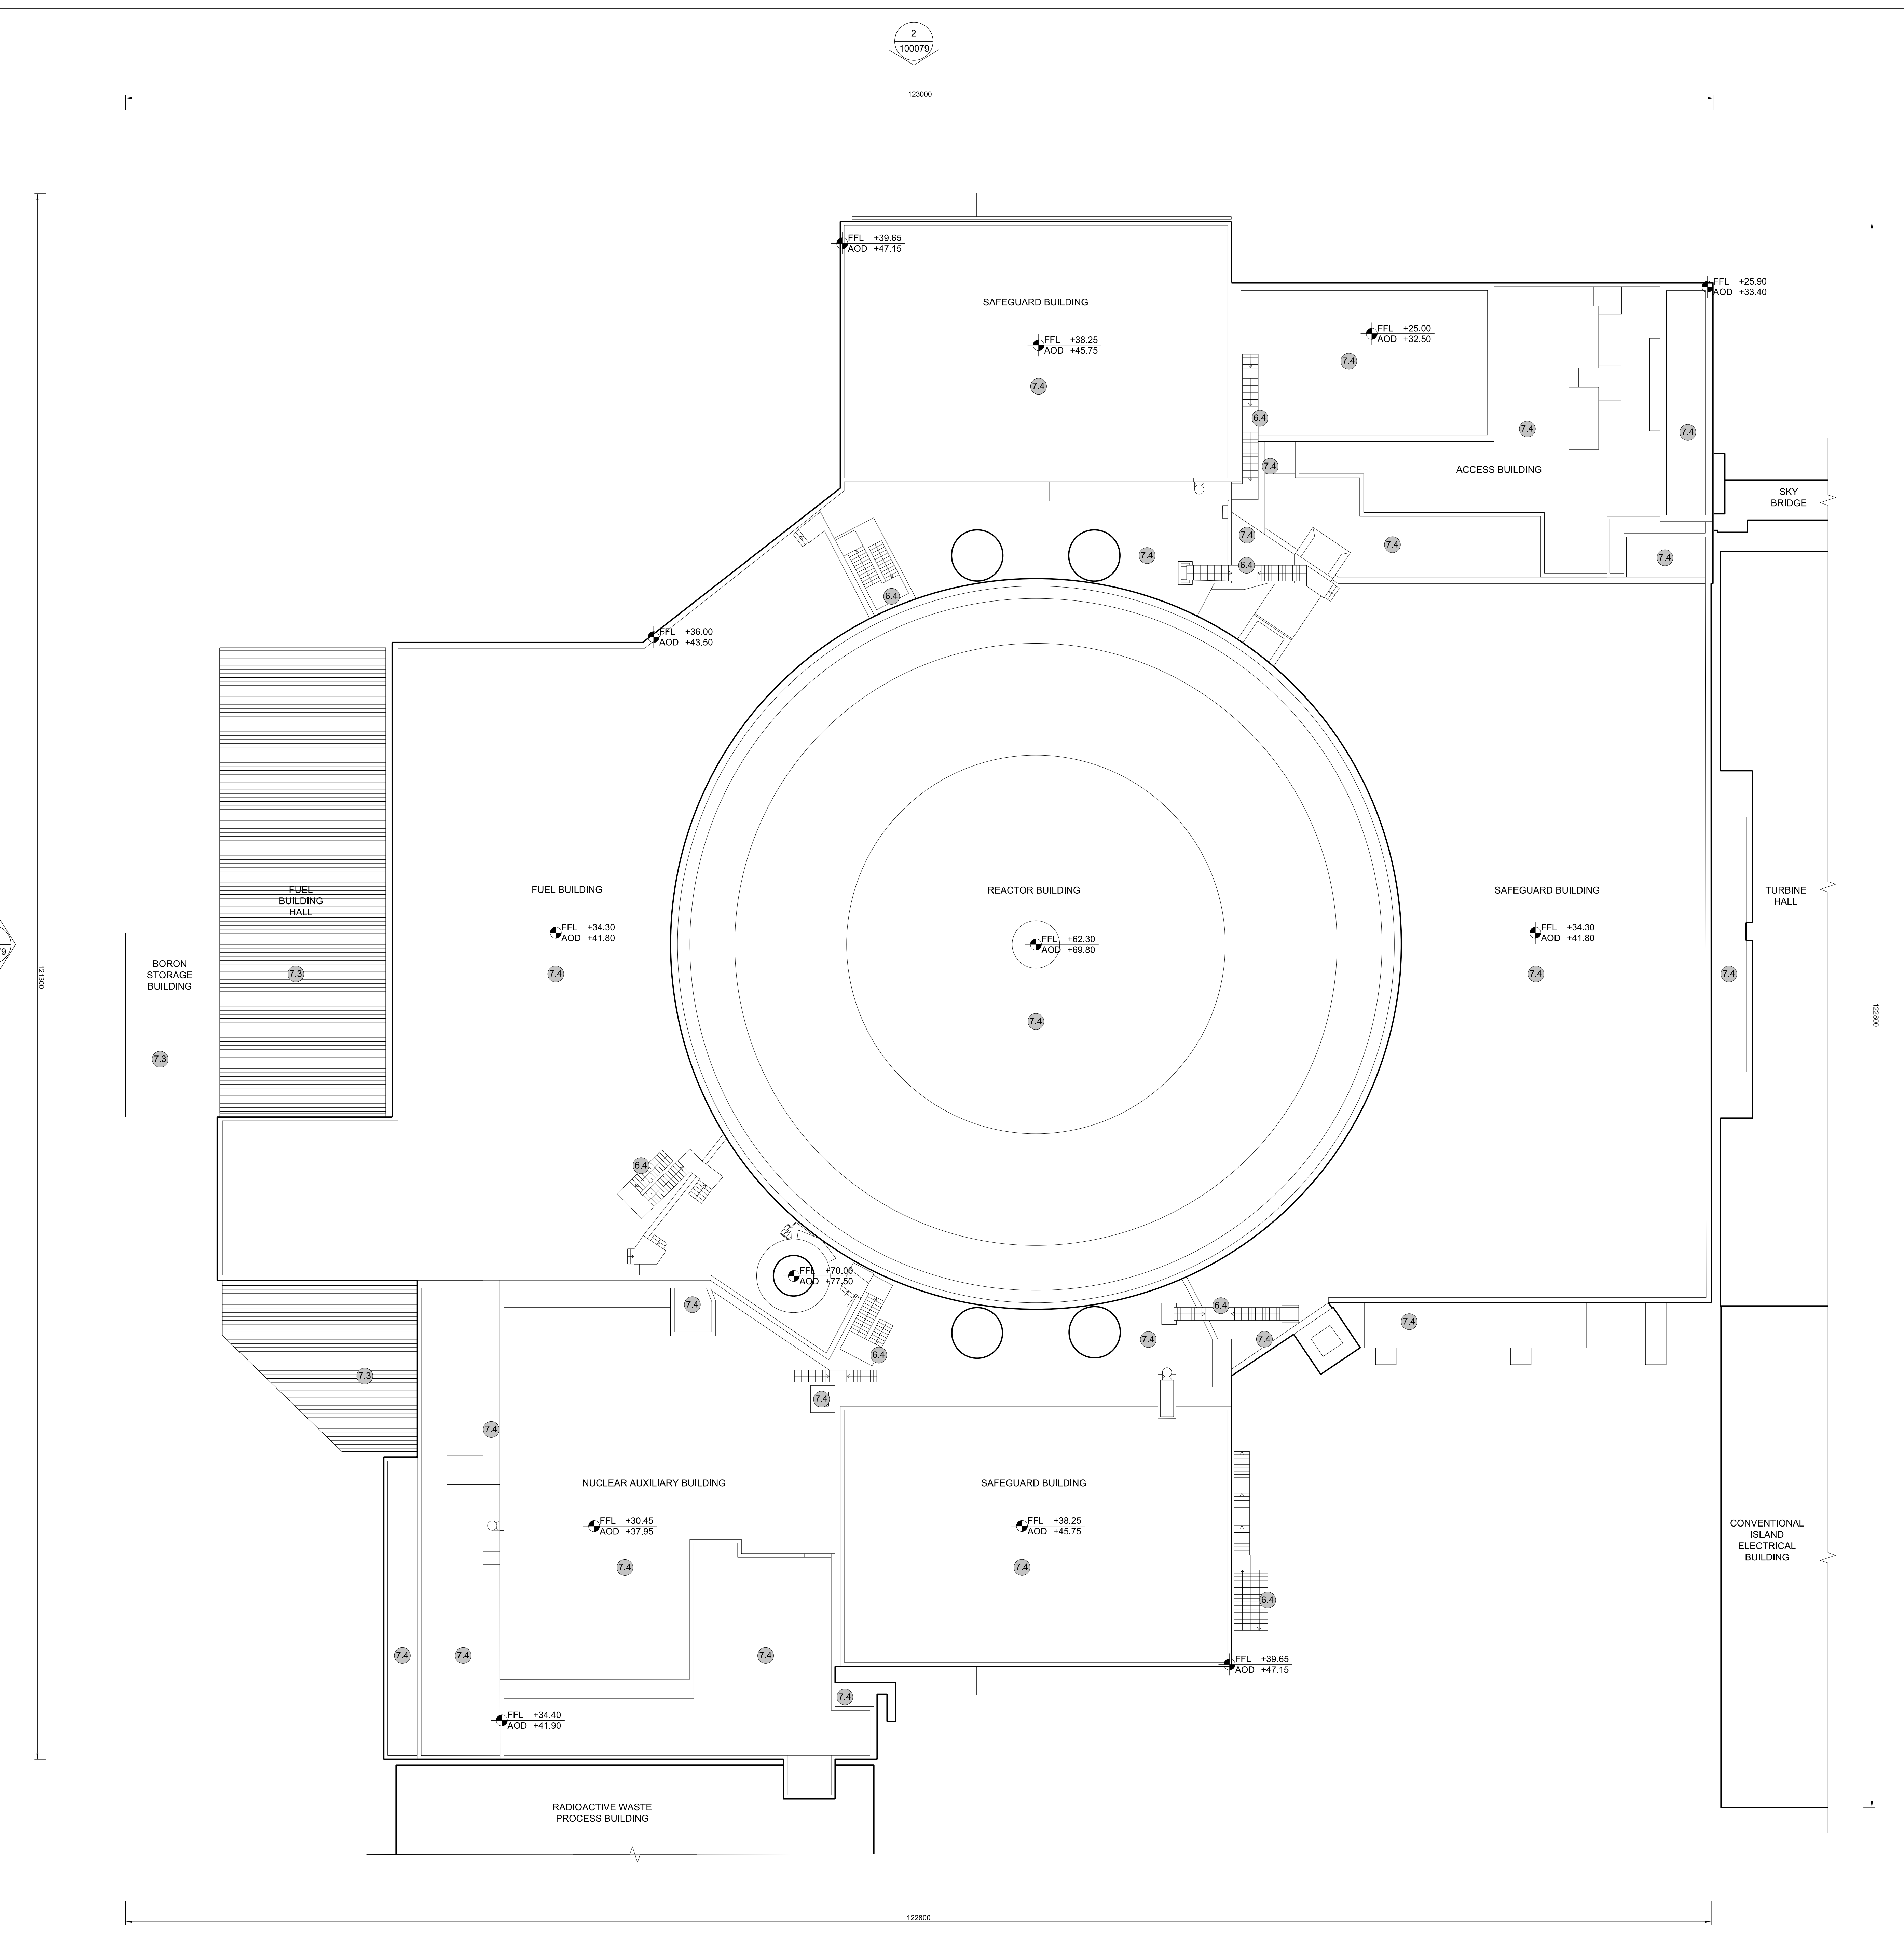 2
100079
123000
FFL +39.65
AOD +47.15
SAFEGUARD BUILDING
FFL +38.25
AOD +45.75
7.4
FFL +25.90
AOD +33.40
FFL +25.00
AOD +32.50
7.4
6.4
7.4
7.4
7.4
ACCESS BUILDING
SKY
BRIDGE
7.4
7.4
7.4
7.4
6.4
6.4
FFL +36.00
AOD +43.50
FUEL
BUILDING
HALL
FUEL BUILDING
REACTOR BUILDING
SAFEGUARD BUILDING
TURBINE
HALL
FFL +34.30
AOD +41.80
FFL +62.30
AOD +69.80
FFL +34.30
AOD +41.80
BORON
STORAGE
BUILDING
7.3
7.4
7.4
7.4
7.4
7.3
121300
122800
6.4
FFL +70.00
AOD +77.50
7.4
6.4
7.4
7.4
7.4
6.4
7.3
7.4
7.4
NUCLEAR AUXILIARY BUILDING
SAFEGUARD BUILDING
FFL +30.45
AOD +37.95
FFL +38.25
AOD +45.75
7.4
7.4
6.4
CONVENTIONAL
ISLAND
ELECTRICAL
BUILDING
7.4
7.4
7.4
FFL +39.65
AOD +47.15
7.4
FFL +34.40
AOD +41.90
RADIOACTIVE WASTE
PROCESS BUILDING
122800